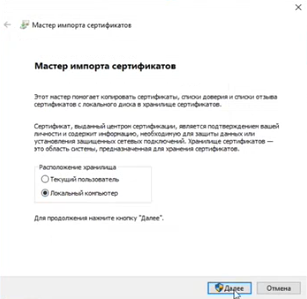 Мастер импорта сертификатов
Мастер импорта сертификатов
Этот мастер помогает копировать сертификаты, списки доверия и списки отзыва
сертификатов с локального диска в хранилище сертификатов.
Сертификат, выданный центром сертификации, является подтверждением вашей
личности и содержит информацию, необходимую для защиты данных или
установления защищенных сетевых подключений. Хранилище сертификатов —
это область системы, предназначенная для хранения сертификатов.
Расположение хранилища
Текущий пользователь
Локальный компьютер
Для продолжения нажмите кнопку "Далее".
Далее
Отмена